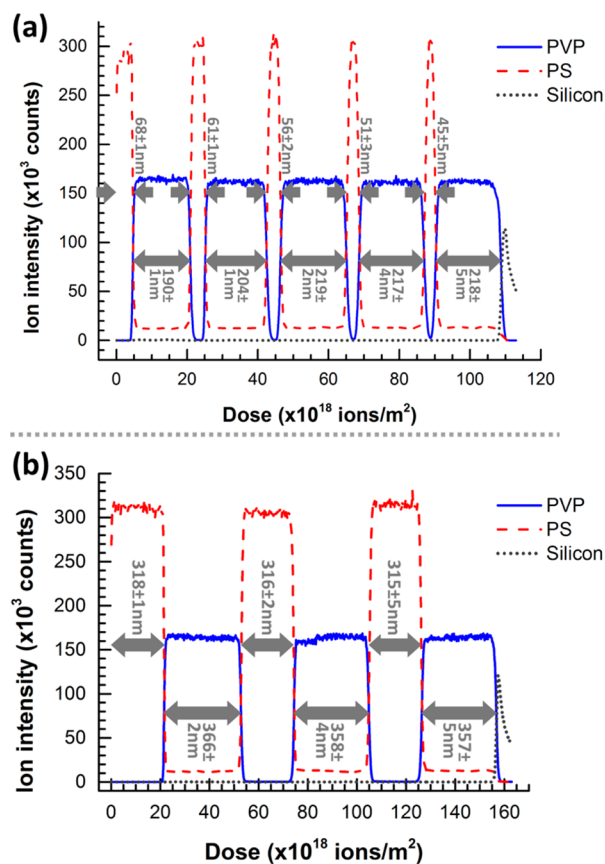 (a)
PVP
PS
Silicon
Ion intensity (x10³ counts)
300
250
200
150
100
50
0
68±1nm
61±1nm
56±2nm
51±3nm
45±5nm
190±
1nm
204±
1nm
219±
2nm
217±
4nm
218±
5nm
0 20 40 60 80 100 120
Dose (x10¹⁸ ions/m²)
(b)
PVP
PS
Silicon
Ion intensity (x10³ counts)
350
300
250
200
150
100
50
0
318±1nm
316±2nm
315±5nm
366±
2nm
358±
4nm
357±
5nm
0 20 40 60 80 100 120 140 160
Dose (x10¹⁸ ions/m²)